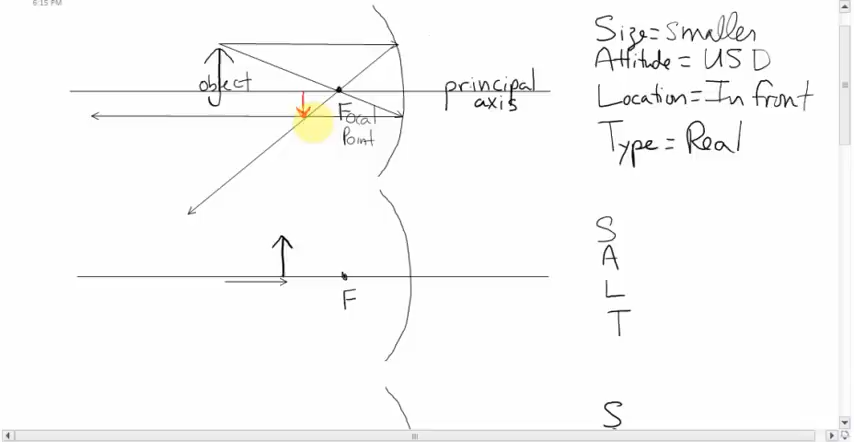 6:15 PM
Size=smaller
Attitude=USD
object
principal
axis
Location=In front
Focal
Point
Type=Real
S
A
L
T
F
S